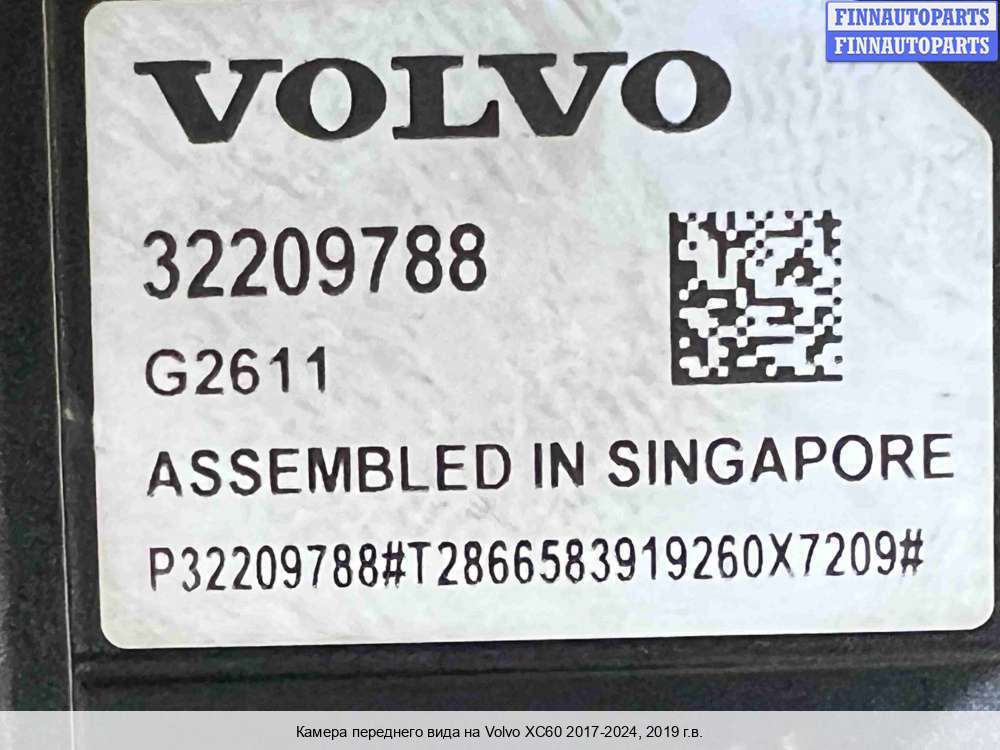 FINNAUTOPARTS
FINNAUTOPARTS
VOLVO
32209788
G2611
ASSEMBLED IN SINGAPORE
P32209788#T2866583919260X7209#
Камера переднего вида на Volvo XC60 2017-2024, 2019 г.в.